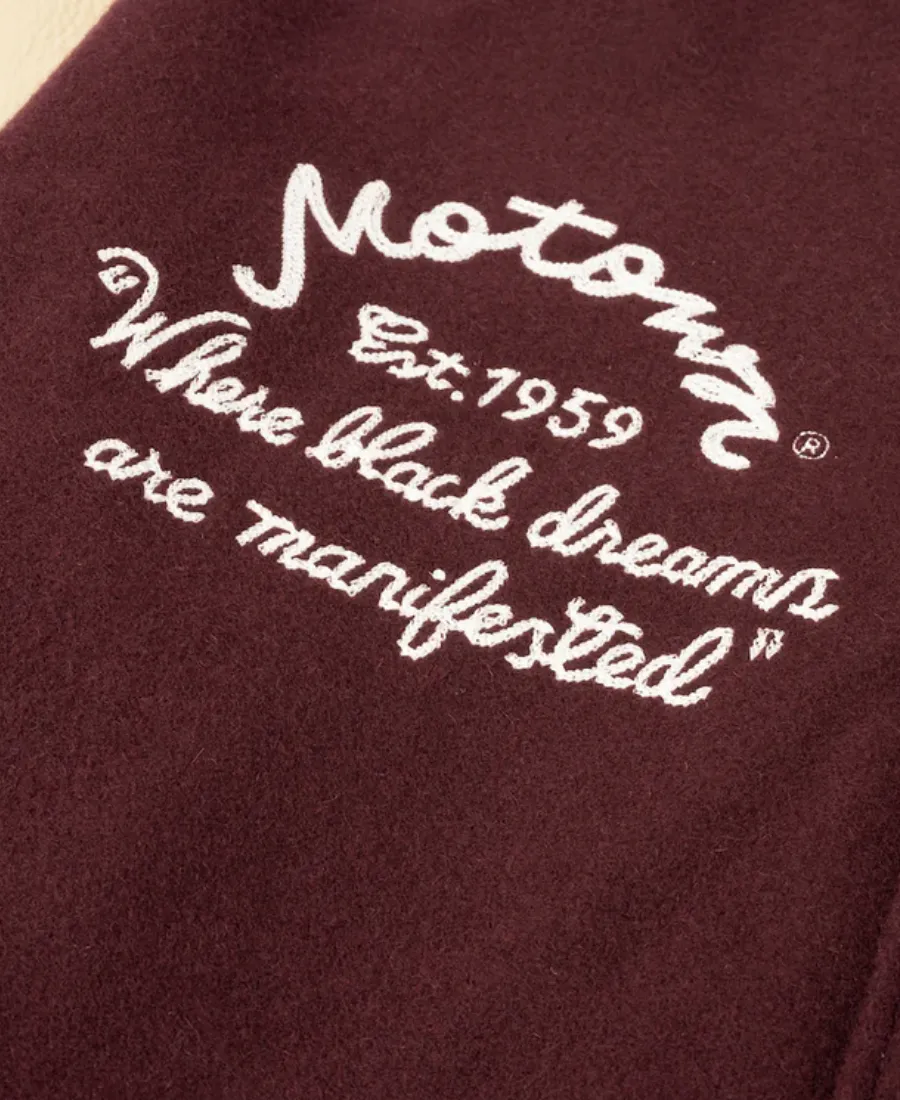 Motown ®
Est. 1959
"Where black dreams
are manifested"